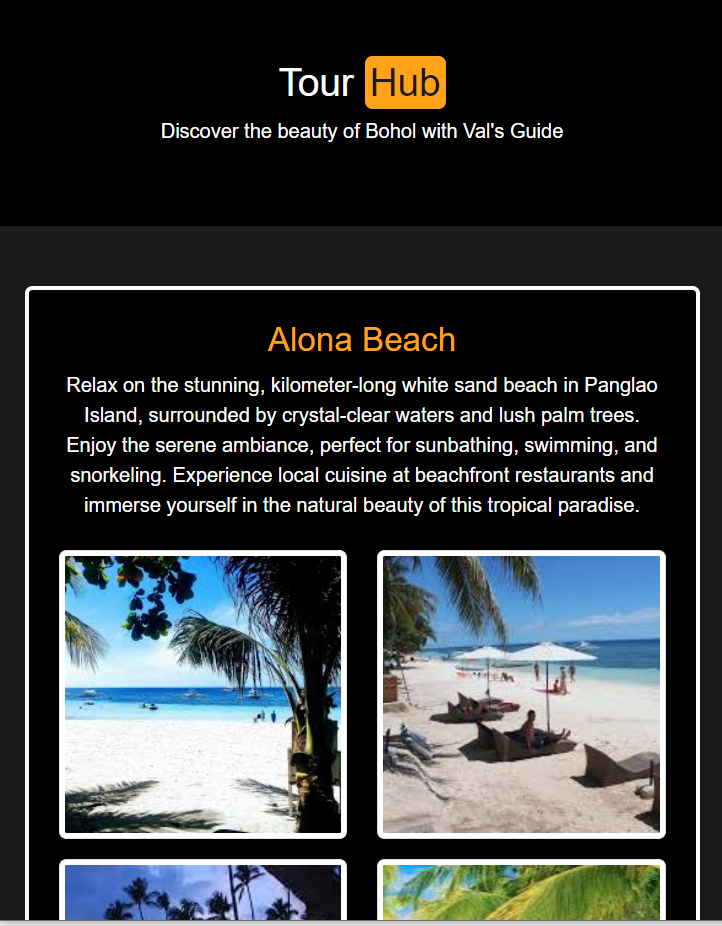 Tour Hub
Discover the beauty of Bohol with Val's Guide
Alona Beach
Relax on the stunning, kilometer-long white sand beach in Panglao
Island, surrounded by crystal-clear waters and lush palm trees.
Enjoy the serene ambiance, perfect for sunbathing, swimming, and
snorkeling. Experience local cuisine at beachfront restaurants and
immerse yourself in the natural beauty of this tropical paradise.